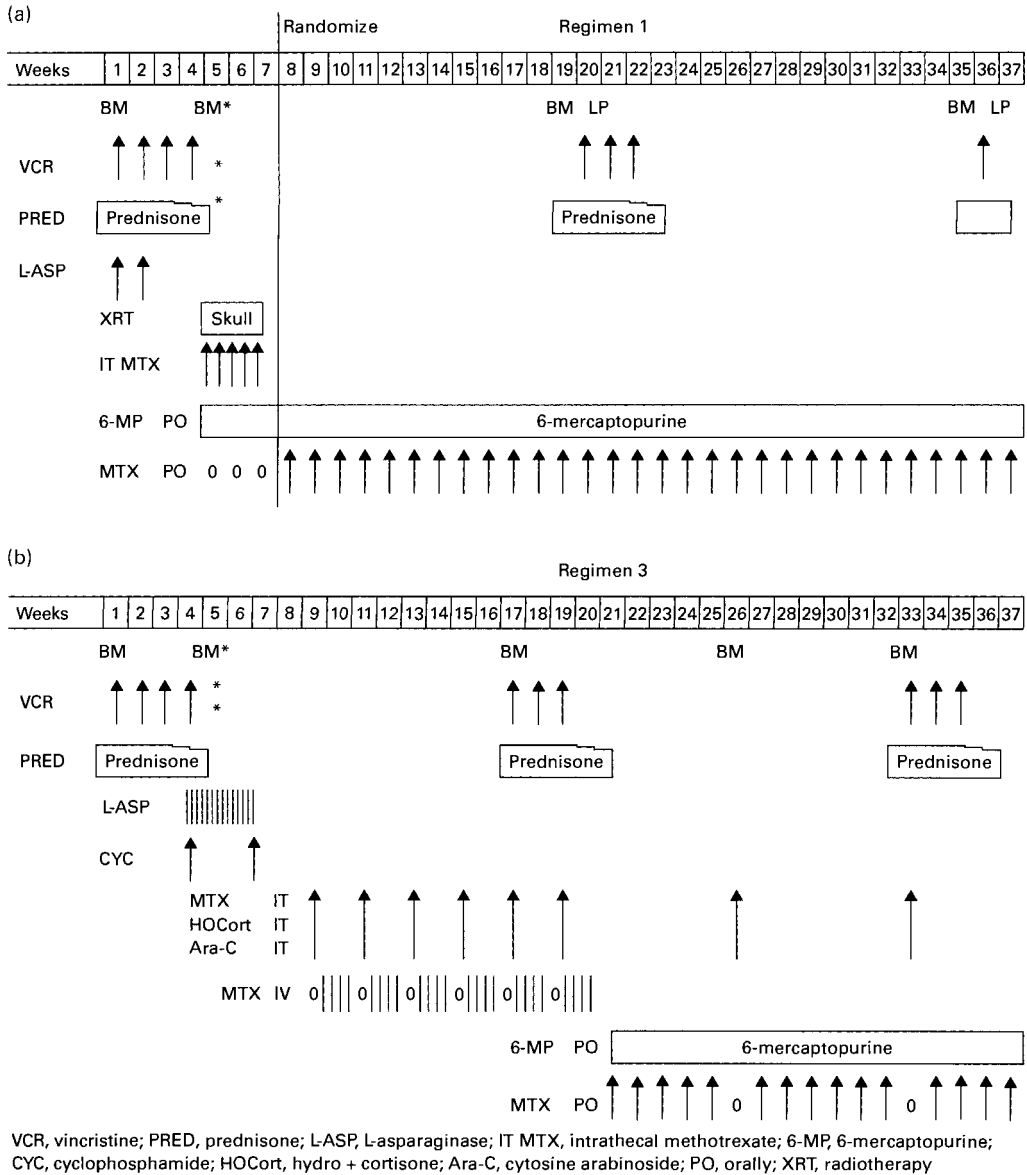 (a)
Randomize Regimen 1
Weeks 1 2 3 4 5 6 7 8 9 10 11 12 13 14 15 16 17 18 19 20 21 22 23 24 25 26 27 28 29 30 31 32 33 34 35 36 37
BM BM* BM LP BM LP
VCR *
PRED Prednisone * Prednisone
L-ASP
XRT Skull
IT MTX
6-MP PO 6-mercaptopurine
MTX PO 0 0 0
(b)
Regimen 3
Weeks 1 2 3 4 5 6 7 8 9 10 11 12 13 14 15 16 17 18 19 20 21 22 23 24 25 26 27 28 29 30 31 32 33 34 35 36 37
BM BM* BM BM BM
VCR * *
PRED Prednisone Prednisone Prednisone
L-ASP
CYC
MTX IT
HOCort IT
Ara-C IT
MTX IV 0 0 0 0 0 0
6-MP PO 6-mercaptopurine
MTX PO 0 0
VCR, vincristine; PRED, prednisone; L-ASP, L-asparaginase; IT MTX, intrathecal methotrexate; 6-MP, 6-mercaptopurine;
CYC, cyclophosphamide; HOCort, hydro + cortisone; Ara-C, cytosine arabinoside; PO, orally; XRT, radiotherapy